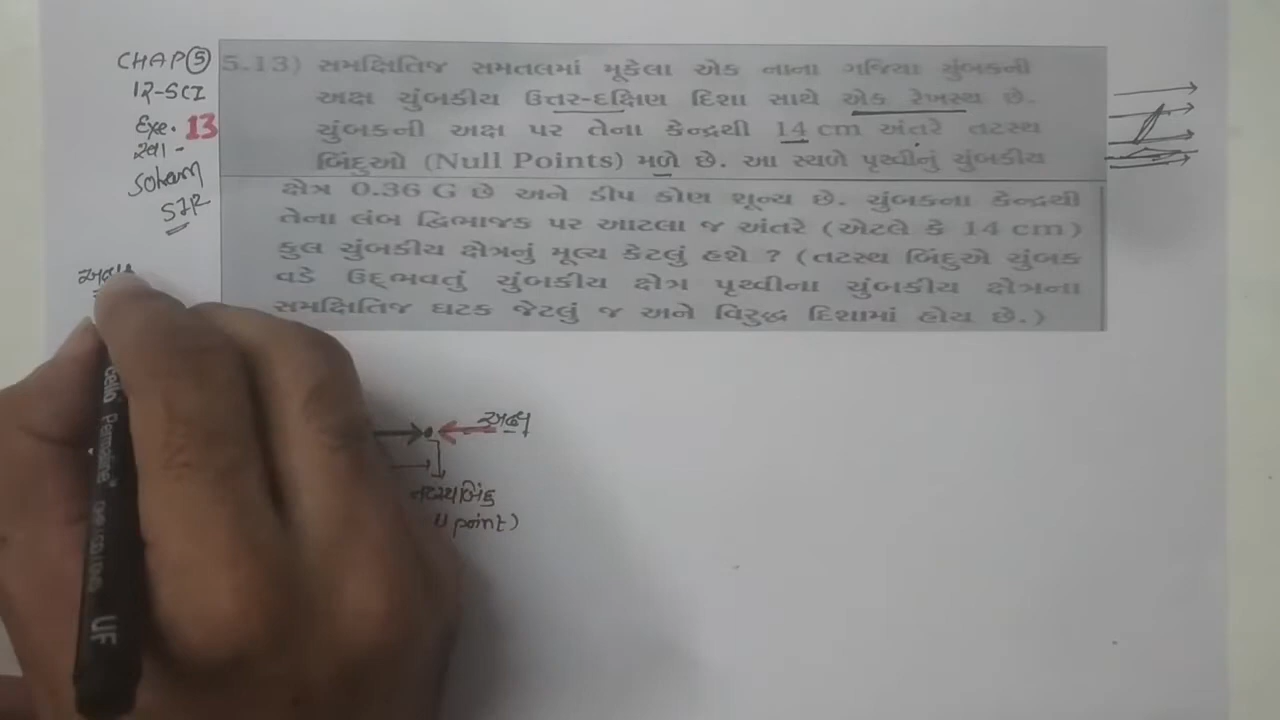 CHAP 5
12-SCI
Exe. 13
Soham
SIR
5.13) સમક્ષિતિજ સમતલમાં મૂકેલા એક નાના ગજિયા ચુંબકની
અક્ષ ચુંબકીય ઉત્તર-દક્ષિણ દિશા સાથે એક રેખસ્થ છે.
ચુંબકની અક્ષ પર તેના કેન્દ્રથી 14 cm અંતરે તટસ્થ
બિંદુઓ (Null Points) મળે છે. આ સ્થળે પૃથ્વીનું ચુંબકીય
ક્ષેત્ર 0.36 G છે અને ડીપ કોણ શૂન્ય છે. ચુંબકના કેન્દ્રથી
તેના લંબ દ્વિભાજક પર આટલા જ અંતરે (એટલે કે 14 cm)
કુલ ચુંબકીય ક્ષેત્રનું મૂલ્ય કેટલું હશે ? (તટસ્થ બિંદુએ ચુંબક
વડે ઉદ્ભવતું ચુંબકીય ક્ષેત્ર પૃથ્વીના ચુંબકીય ક્ષેત્રના
સમક્ષિતિજ ઘટક જેટલું જ અને વિરુદ્ધ દિશામાં હોય છે.)
અક્ષ
તટસ્થબિંદુ
point)
cello Permaine
UF